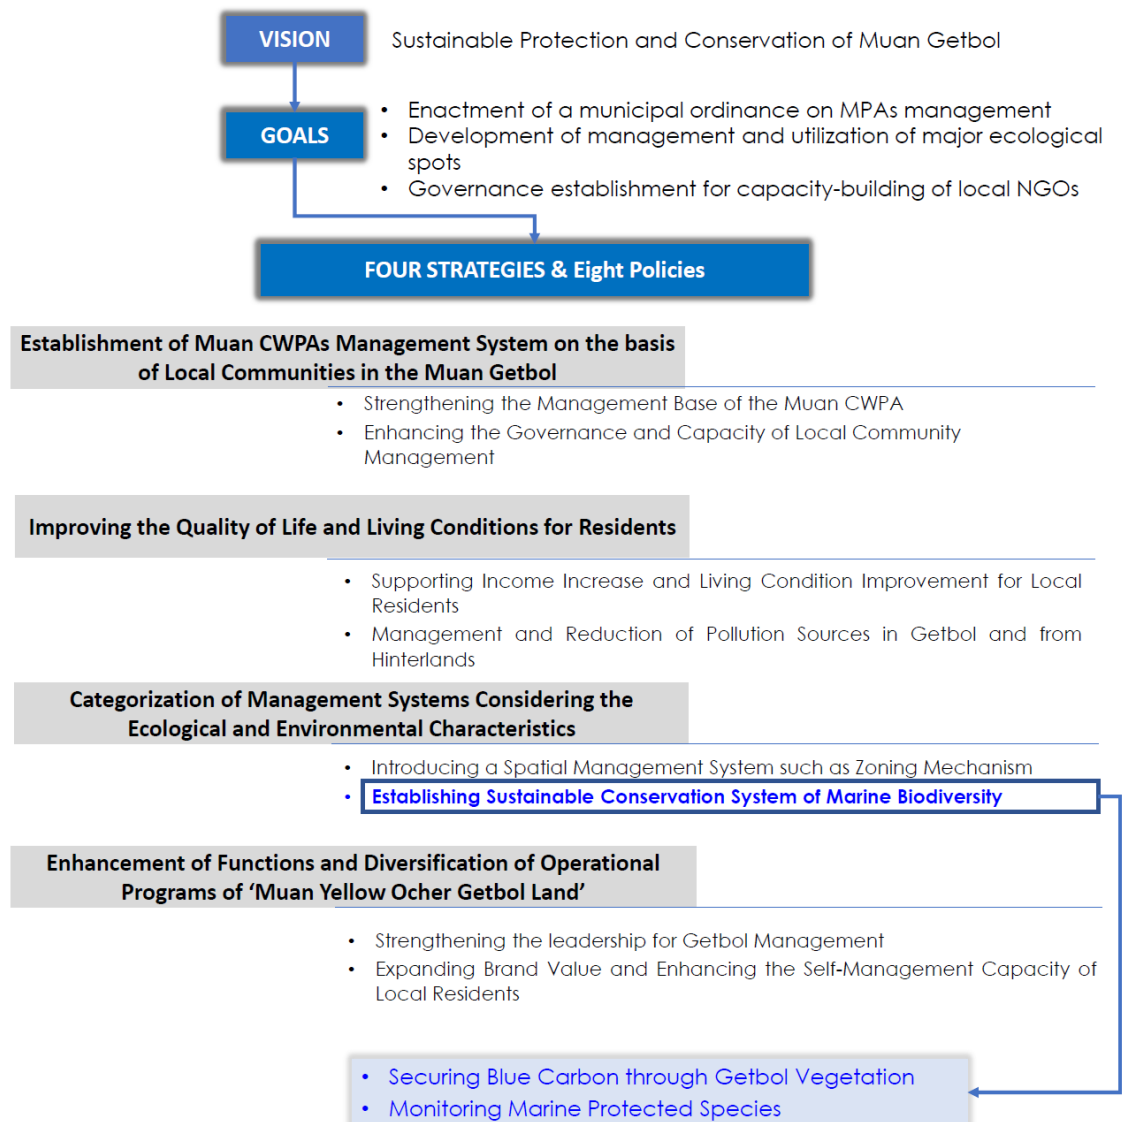 VISION
Sustainable Protection and Conservation of Muan Getbol
GOALS
• Enactment of a municipal ordinance on MPAs management
• Development of management and utilization of major ecological
spots
• Governance establishment for capacity-building of local NGOs
FOUR STRATEGIES & Eight Policies
Establishment of Muan CWPAs Management System on the basis
of Local Communities in the Muan Getbol
• Strengthening the Management Base of the Muan CWPA
• Enhancing the Governance and Capacity of Local Community
Management
Improving the Quality of Life and Living Conditions for Residents
• Supporting Income Increase and Living Condition Improvement for Local
Residents
• Management and Reduction of Pollution Sources in Getbol and from
Hinterlands
Categorization of Management Systems Considering the
Ecological and Environmental Characteristics
• Introducing a Spatial Management System such as Zoning Mechanism
• Establishing Sustainable Conservation System of Marine Biodiversity
Enhancement of Functions and Diversification of Operational
Programs of ‘Muan Yellow Ocher Getbol Land’
• Strengthening the leadership for Getbol Management
• Expanding Brand Value and Enhancing the Self-Management Capacity of
Local Residents
• Securing Blue Carbon through Getbol Vegetation
• Monitoring Marine Protected Species